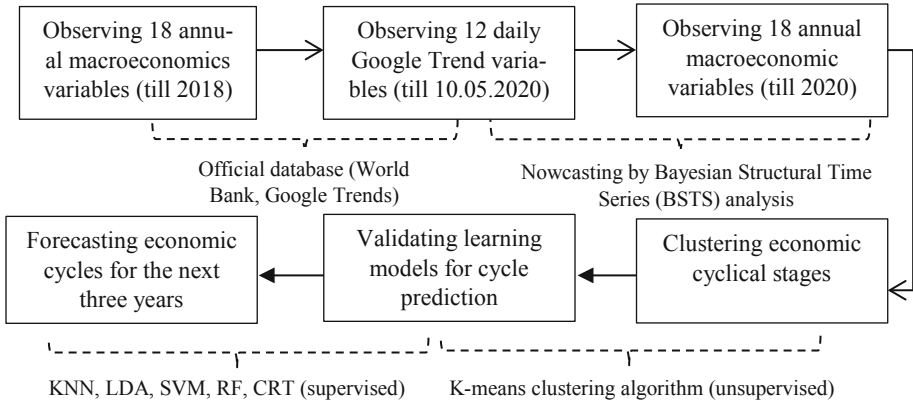 Observing 18 annu-
al macroeconomics
variables (till 2018)
Observing 12 daily
Google Trend varia-
bles (till 10.05.2020)
Observing 18 annual
macroeconomic
variables (till 2020)
Official database (World
Bank, Google Trends)
Nowcasting by Bayesian Structural Time
Series (BSTS) analysis
Forecasting economic
cycles for the next
three years
Validating learning
models for cycle
prediction
Clustering economic
cyclical stages
KNN, LDA, SVM, RF, CRT (supervised)
K-means clustering algorithm (unsupervised)